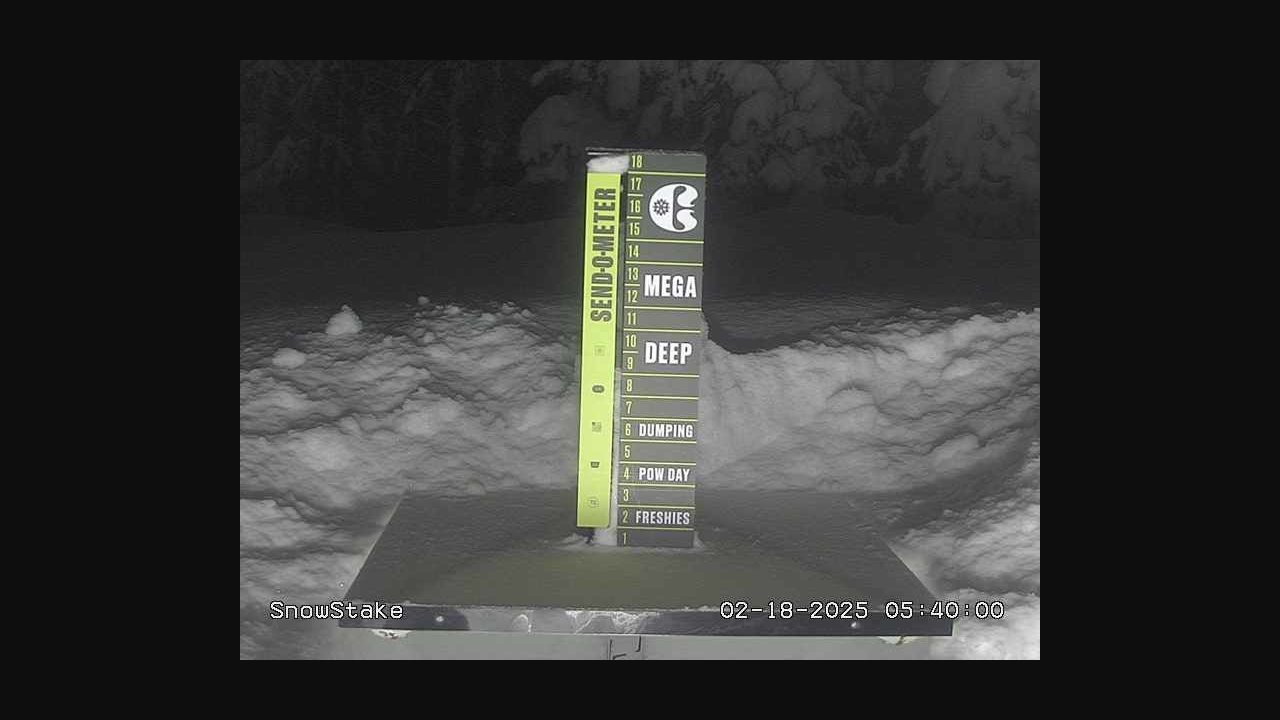 SEND-O-METER
18
17
16
15
14
13
12
MEGA
11
10
9
DEEP
8
7
6 DUMPING
5
4 POW DAY
3
2 FRESHIES
1
SnowStake
02-18-2025 05:40:00